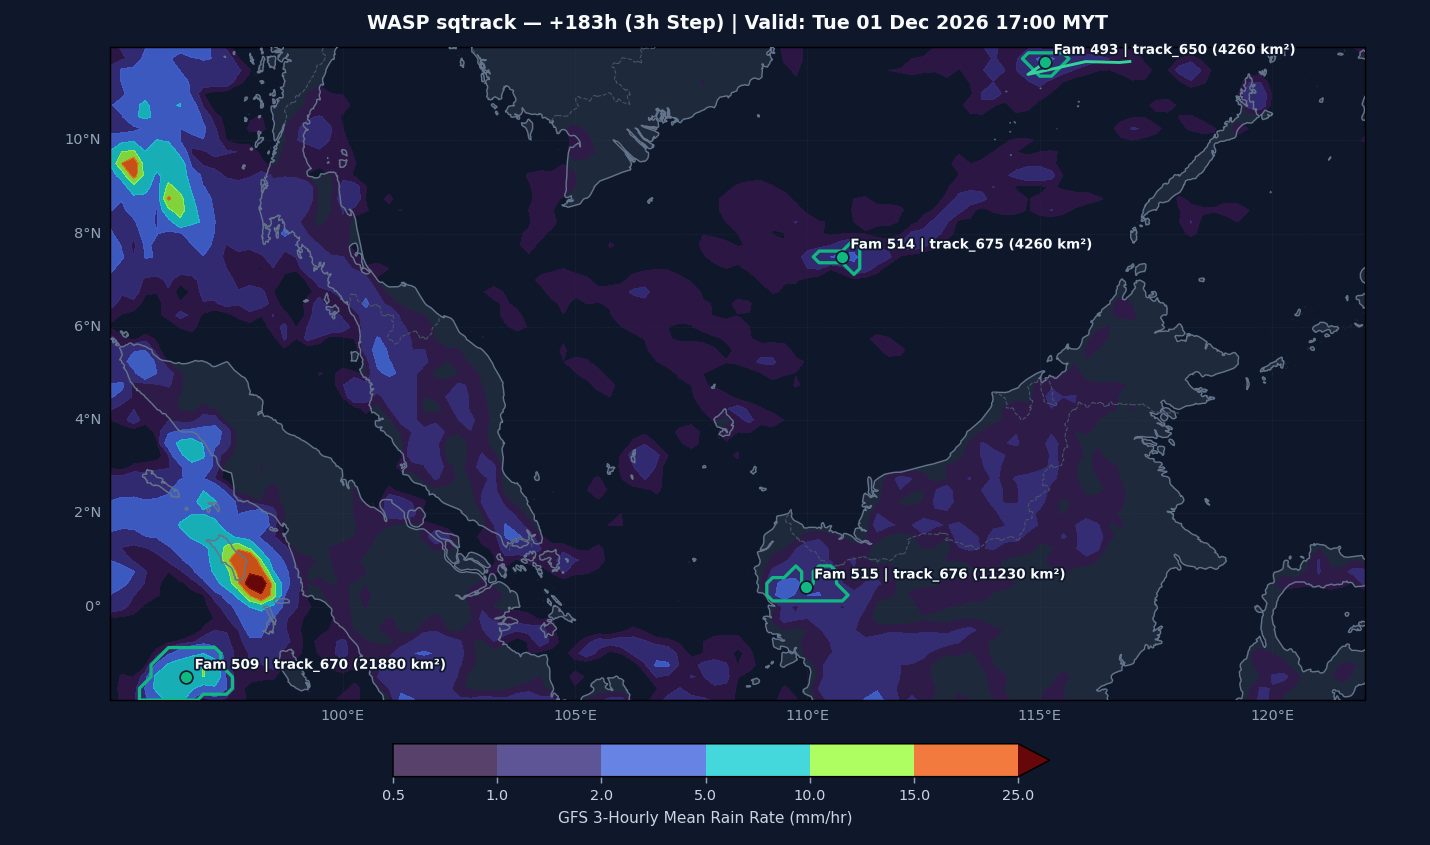 WASP sqtrack — +183h (3h Step) | Valid: Tue 01 Dec 2026 17:00 MYT
Fam 493 | track_650 (4260 km²)
10°N
8°N
Fam 514 | track_675 (4260 km²)
6°N
4°N
2°N
Fam 515 | track_676 (11230 km²)
0°
Fam 509 | track_670 (21880 km²)
100°E 105°E 110°E 115°E 120°E
0.5 1.0 2.0 5.0 10.0 15.0 25.0
GFS 3-Hourly Mean Rain Rate (mm/hr)